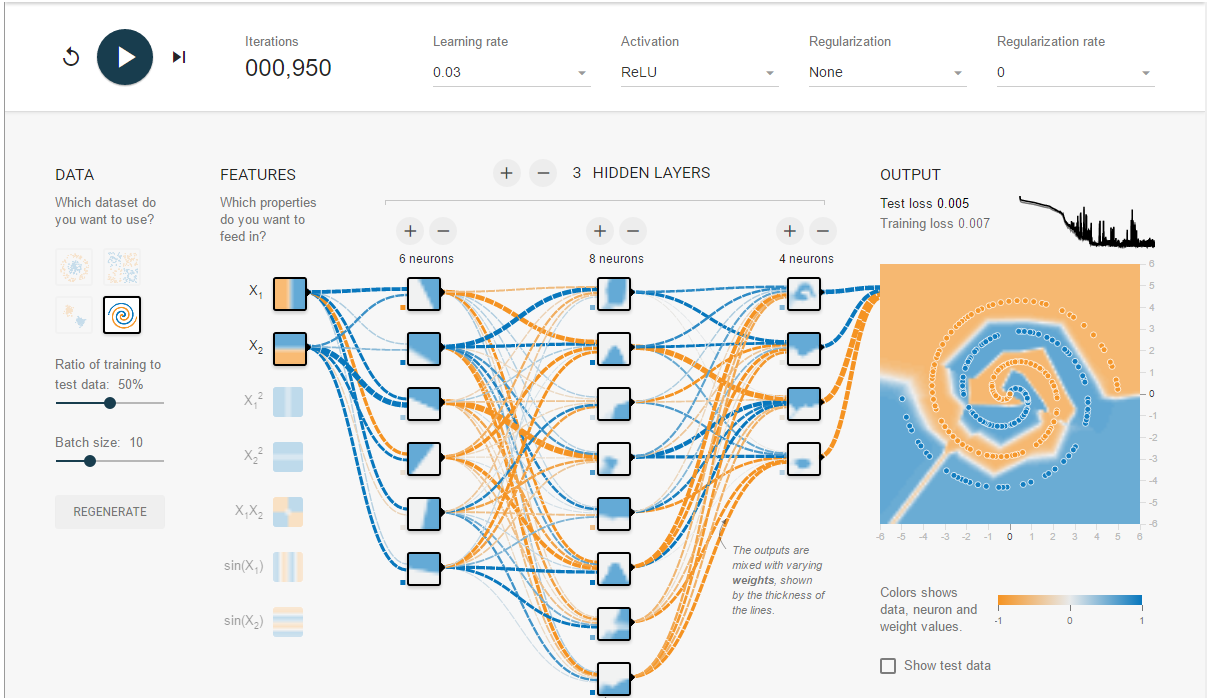 Iterations
000,950
Learning rate
0.03
Activation
ReLU
Regularization
None
Regularization rate
0
DATA
Which dataset do
you want to use?
Ratio of training to
test data: 50%
Batch size: 10
REGENERATE
FEATURES
Which properties
do you want to
feed in?
X₁
X₂
X₁²
X₂²
X₁X₂
sin(X₁)
sin(X₂)
+ − 3 HIDDEN LAYERS
+ −
6 neurons
+ −
8 neurons
+ −
4 neurons
The outputs are
mixed with varying
weights, shown
by the thickness of
the lines.
OUTPUT
Test loss 0.005
Training loss 0.007
6
5
4
3
2
1
0
-1
-2
-3
-4
-5
-6
-6 -5 -4 -3 -2 -1 0 1 2 3 4 5 6
Colors shows
data, neuron and
weight values.
-1 0 1
Show test data